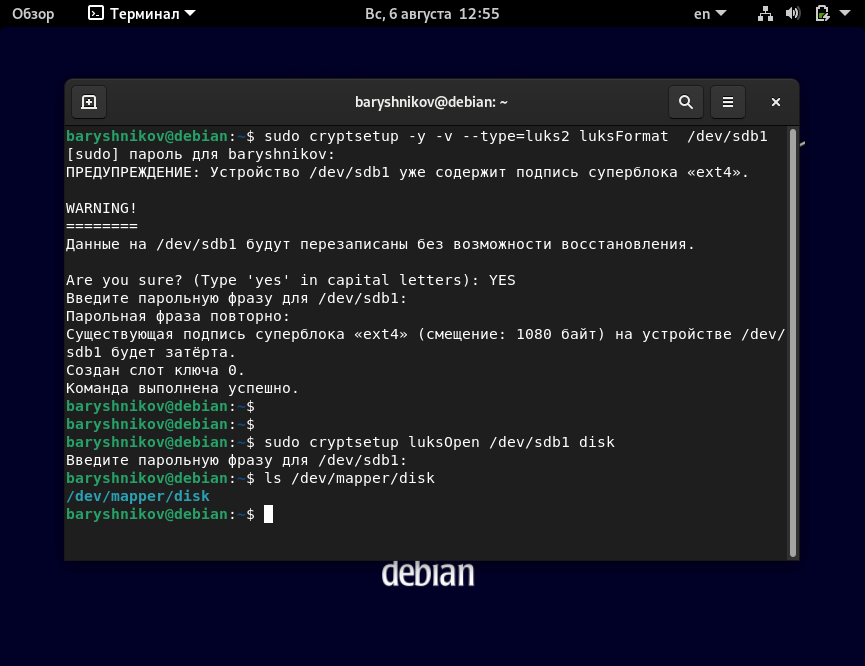 Обзор
Терминал
Вс, 6 августа 12:55
en
baryshnikov@debian: ~
baryshnikov@debian:~$ sudo cryptsetup -y -v --type=luks2 luksFormat  /dev/sdb1
[sudo] пароль для baryshnikov:
ПРЕДУПРЕЖДЕНИЕ: Устройство /dev/sdb1 уже содержит подпись суперблока «ext4».
WARNING!
========
Данные на /dev/sdb1 будут перезаписаны без возможности восстановления.
Are you sure? (Type 'yes' in capital letters): YES
Введите парольную фразу для /dev/sdb1:
Парольная фраза повторно:
Существующая подпись суперблока «ext4» (смещение: 1080 байт) на устройстве /dev/
sdb1 будет затёрта.
Создан слот ключа 0.
Команда выполнена успешно.
baryshnikov@debian:~$
baryshnikov@debian:~$
baryshnikov@debian:~$ sudo cryptsetup luksOpen /dev/sdb1 disk
Введите парольную фразу для /dev/sdb1:
baryshnikov@debian:~$ ls /dev/mapper/disk
/dev/mapper/disk
baryshnikov@debian:~$
debian